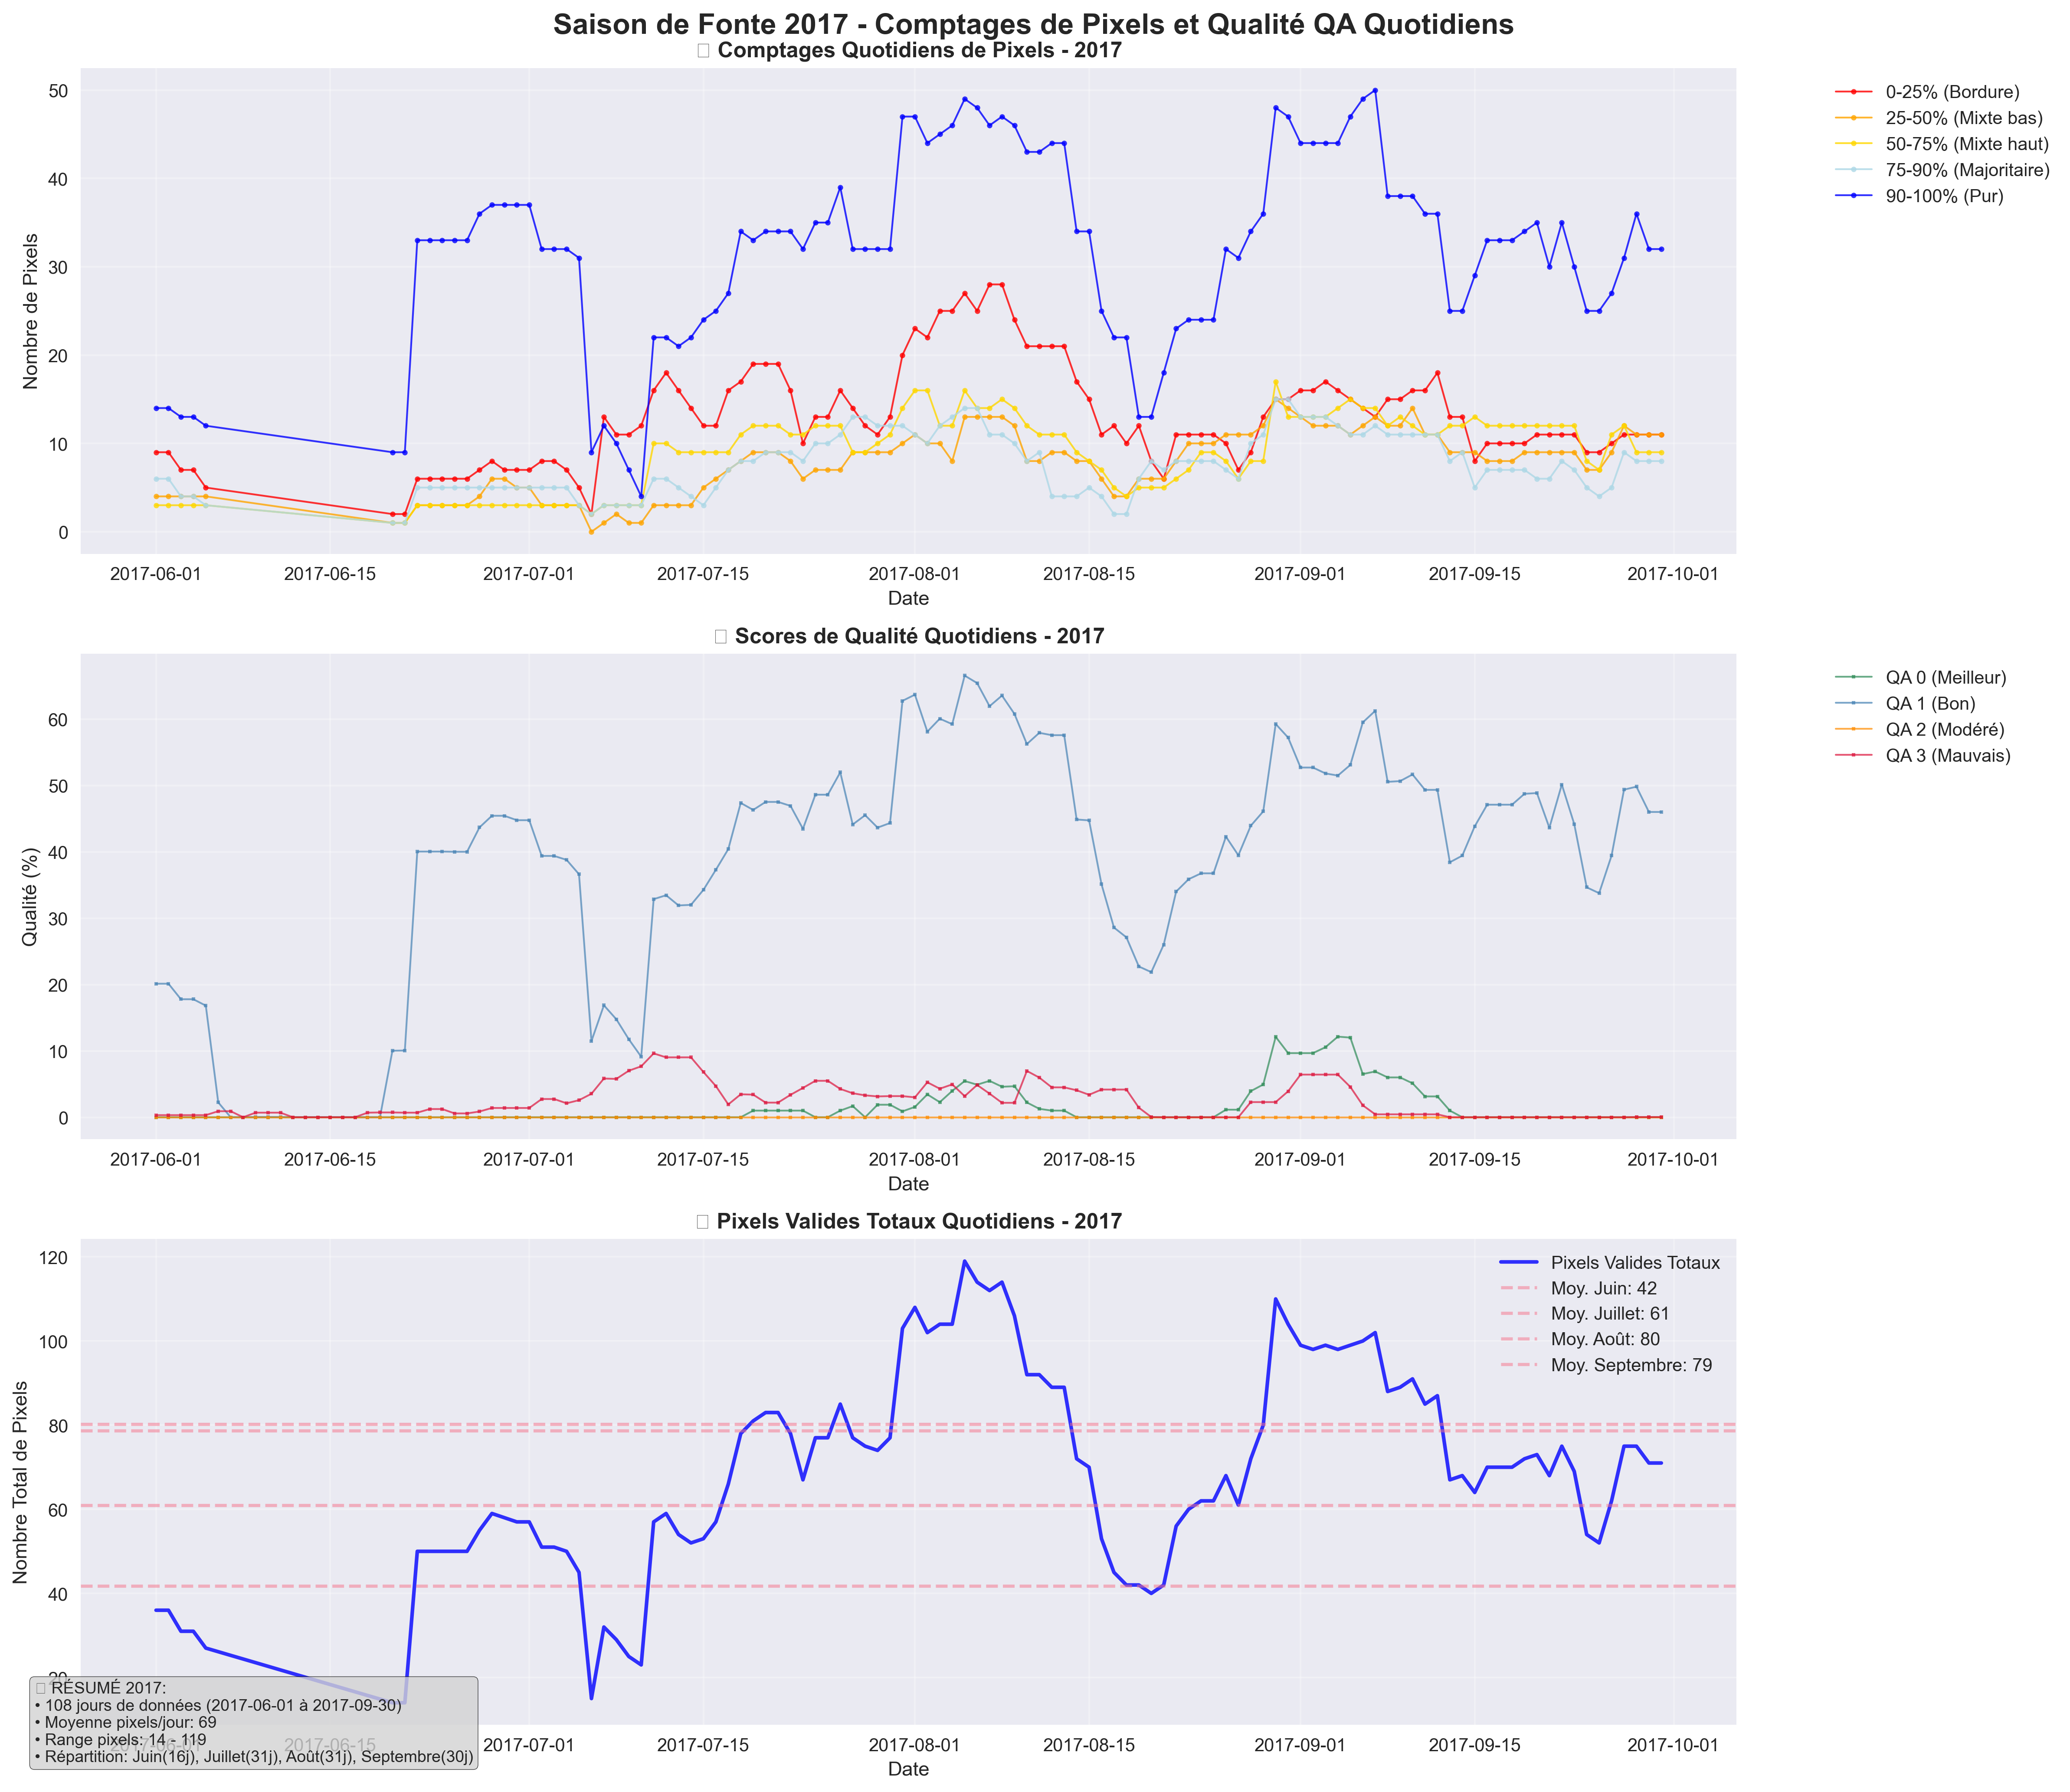 Saison de Fonte 2017 - Comptages de Pixels et Qualité QA Quotidiens
Comptages Quotidiens de Pixels - 2017
50
40
30
20
10
0
Nombre de Pixels
2017-06-01 2017-06-15 2017-07-01 2017-07-15 2017-08-01 2017-08-15 2017-09-01 2017-09-15 2017-10-01
Date
0-25% (Bordure)
25-50% (Mixte bas)
50-75% (Mixte haut)
75-90% (Majoritaire)
90-100% (Pur)
Scores de Qualité Quotidiens - 2017
60
50
40
30
20
10
0
Qualité (%)
2017-06-01 2017-06-15 2017-07-01 2017-07-15 2017-08-01 2017-08-15 2017-09-01 2017-09-15 2017-10-01
Date
QA 0 (Meilleur)
QA 1 (Bon)
QA 2 (Modéré)
QA 3 (Mauvais)
Pixels Valides Totaux Quotidiens - 2017
120
100
80
60
40
20
Nombre Total de Pixels
Pixels Valides Totaux
Moy. Juin: 42
Moy. Juillet: 61
Moy. Août: 80
Moy. Septembre: 79
RÉSUMÉ 2017:
• 108 jours de données (2017-06-01 à 2017-09-30)
• Moyenne pixels/jour: 69
• Range pixels: 14 - 119
• Répartition: Juin(16j), Juillet(31j), Août(31j), Septembre(30j)
2017-06-01 2017-06-15 2017-07-01 2017-07-15 2017-08-01 2017-08-15 2017-09-01 2017-09-15 2017-10-01
Date